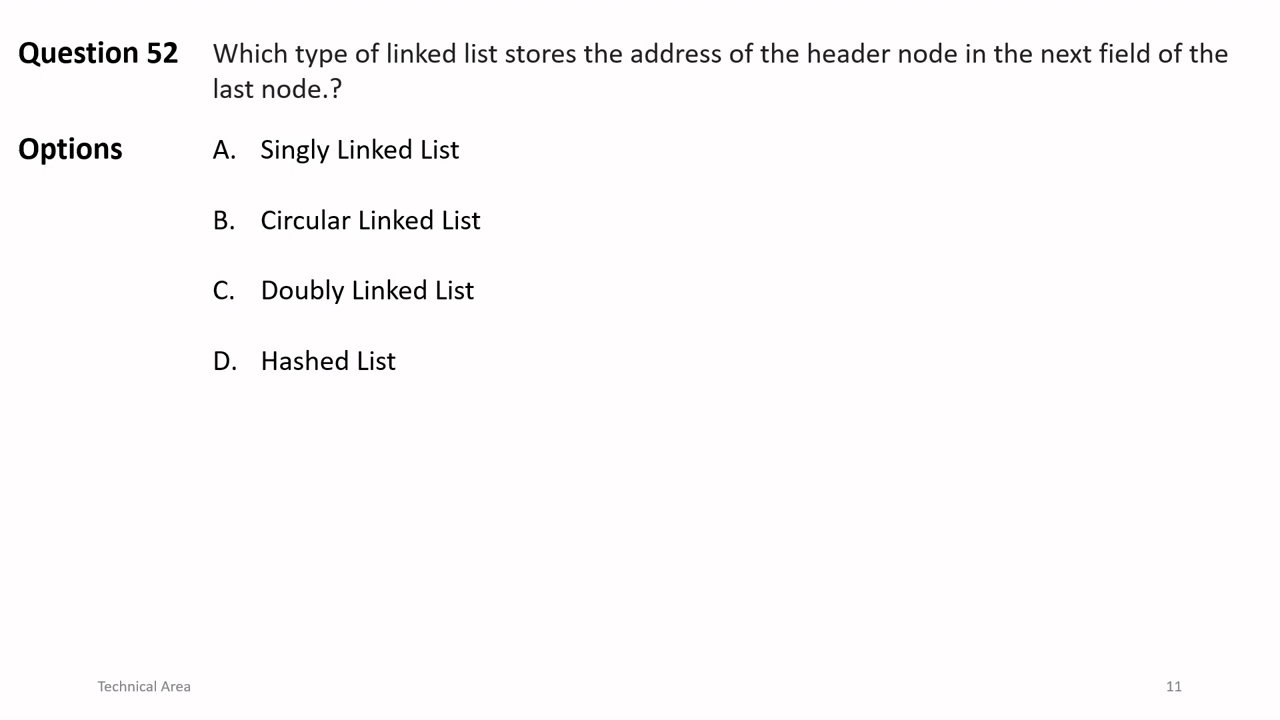 Question 52 Which type of linked list stores the address of the header node in the next field of the
last node.?
Options A. Singly Linked List
B. Circular Linked List
C. Doubly Linked List
D. Hashed List
Technical Area 11